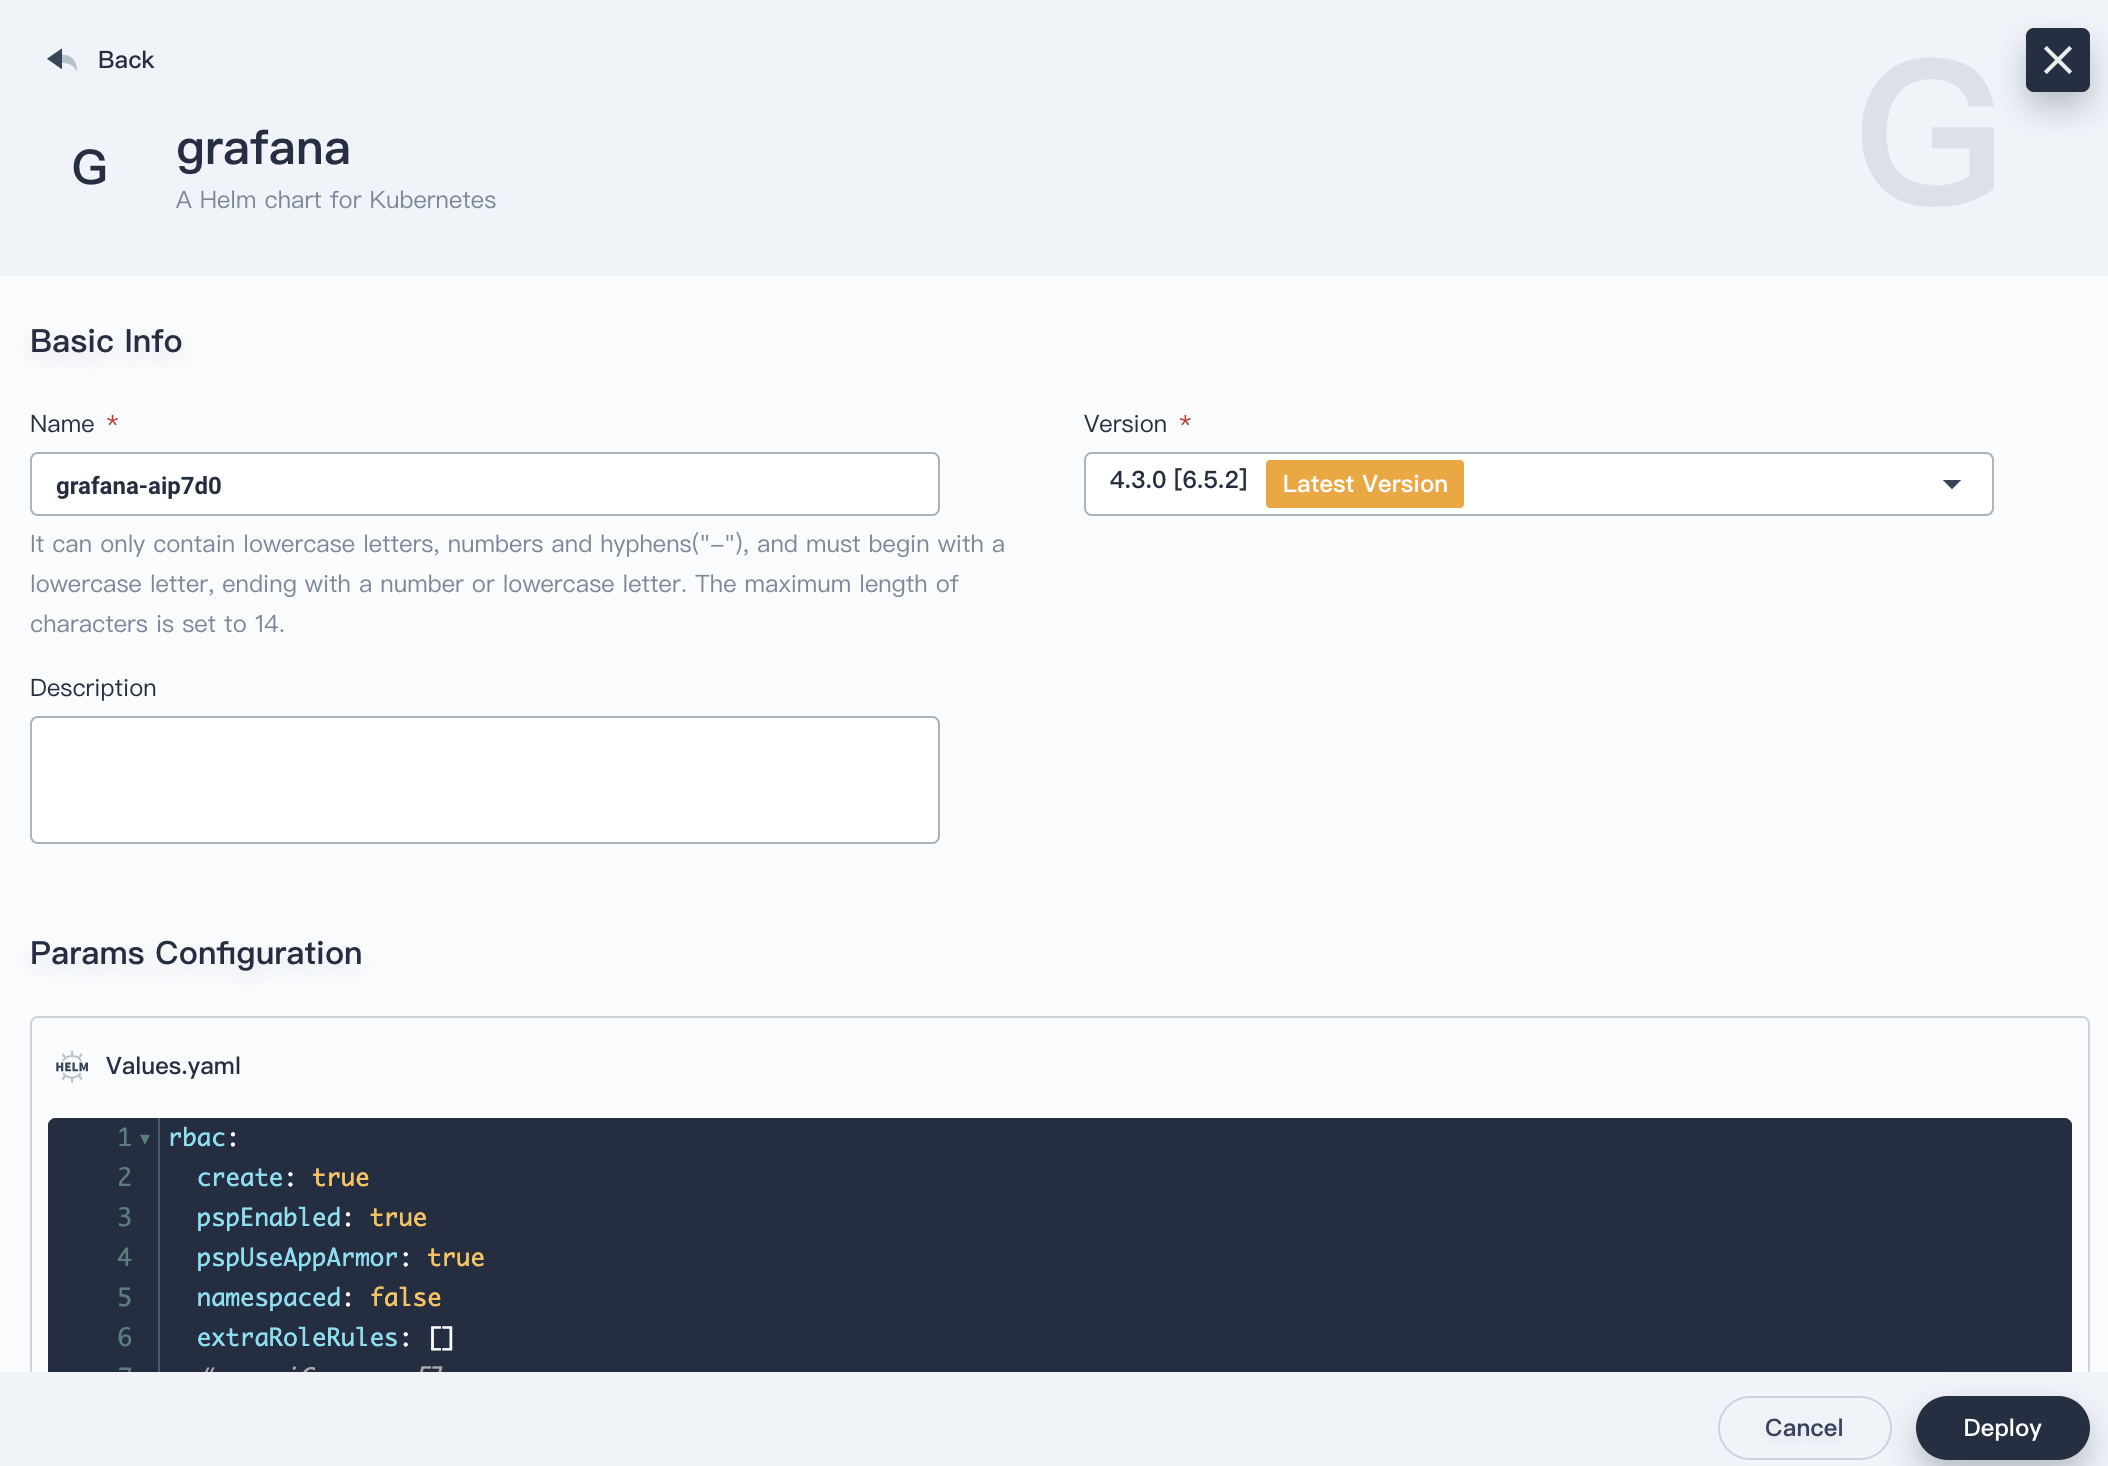 Back
G
G
grafana
A Helm chart for Kubernetes
Basic Info
Name *
Version *
grafana-aip7d0
4.3.0 [6.5.2] Latest Version
It can only contain lowercase letters, numbers and hyphens("-"), and must begin with a
lowercase letter, ending with a number or lowercase letter. The maximum length of
characters is set to 14.
Description
Params Configuration
HELM Values.yaml
1 rbac:
2 create: true
3 pspEnabled: true
4 pspUseAppArmor: true
5 namespaced: false
6 extraRoleRules: []
Cancel
Deploy